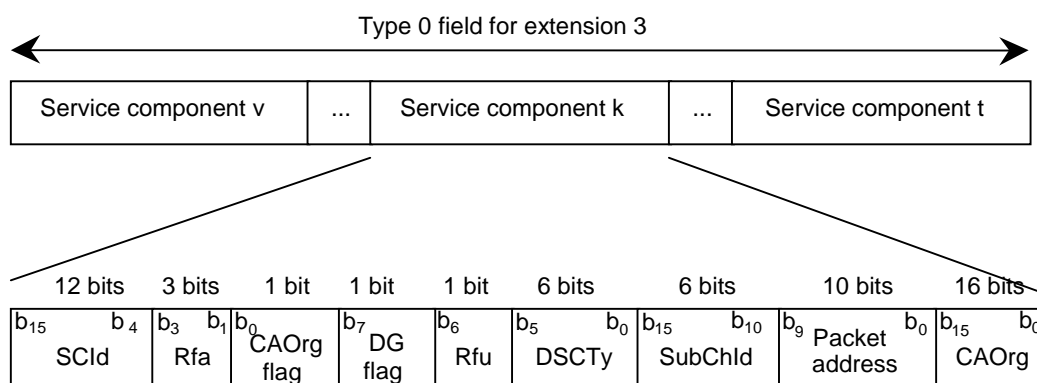 Type 0 field for extension 3
Service component v ... Service component k ... Service component t
12 bits 3 bits 1 bit 1 bit 1 bit 6 bits 6 bits 10 bits 16 bits
b15 b4 b3 b1 b0 b7 b6 b5 b0 b15 b10 b9 b0 b15 b0
SCId Rfa CAOrg flag DG flag Rfu DSCTy SubChId Packet address CAOrg